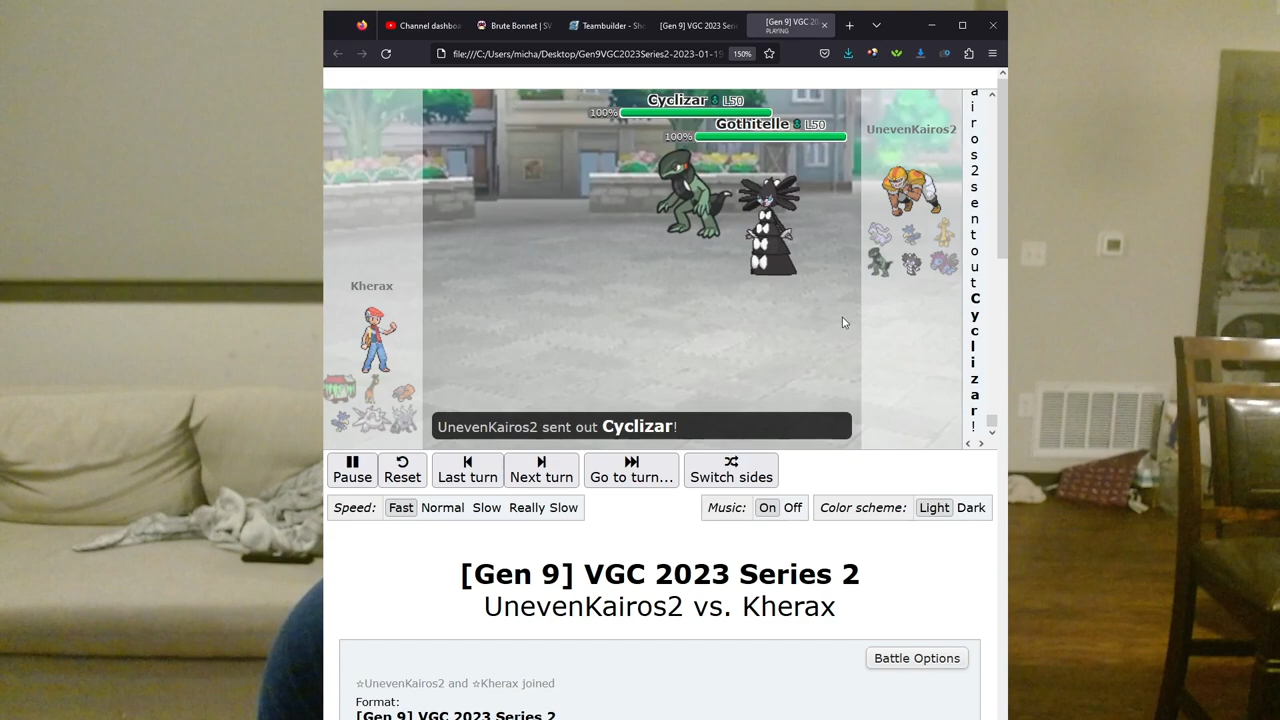 Channel dashboa
Brute Bonnet | SV
Teambuilder - Sho
[Gen 9] VGC 2023 Seri
[Gen 9] VGC 20
PLAYING
file:///C:/Users/micha/Desktop/Gen9VGC2023Series2-2023-01-19
150%
Cyclizar L50
100%
Gothitelle L50
100%
UnevenKairos2
Kherax
UnevenKairos2 sent out Cyclizar!
a
i
r
o
s
2
s
e
n
t
o
u
t
C
y
c
l
i
z
a
r
!
Pause
Reset
Last turn
Next turn
Go to turn...
Switch sides
Speed: Fast Normal Slow Really Slow
Music: On Off
Color scheme: Light Dark
[Gen 9] VGC 2023 Series 2
UnevenKairos2 vs. Kherax
Battle Options
☆UnevenKairos2 and ☆Kherax joined
Format:
[Gen 9] VGC 2023 Series 2